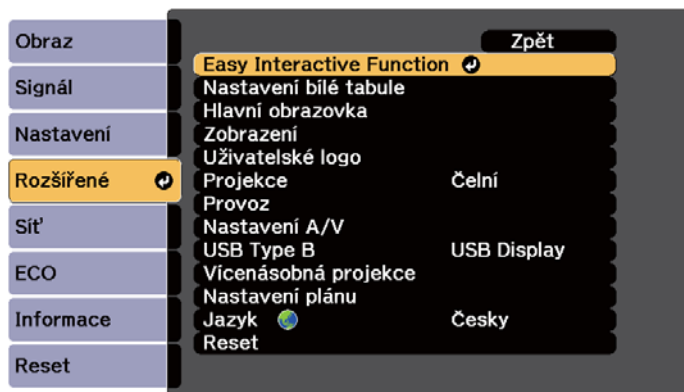 Obraz
Signál
Nastavení
Rozšířené
Síť
ECO
Informace
Reset
Zpět
Easy Interactive Function
Nastavení bílé tabule
Hlavní obrazovka
Zobrazení
Uživatelské logo
Projekce Čelní
Provoz
Nastavení A/V
USB Type B USB Display
Vícenásobná projekce
Nastavení plánu
Jazyk Česky
Reset